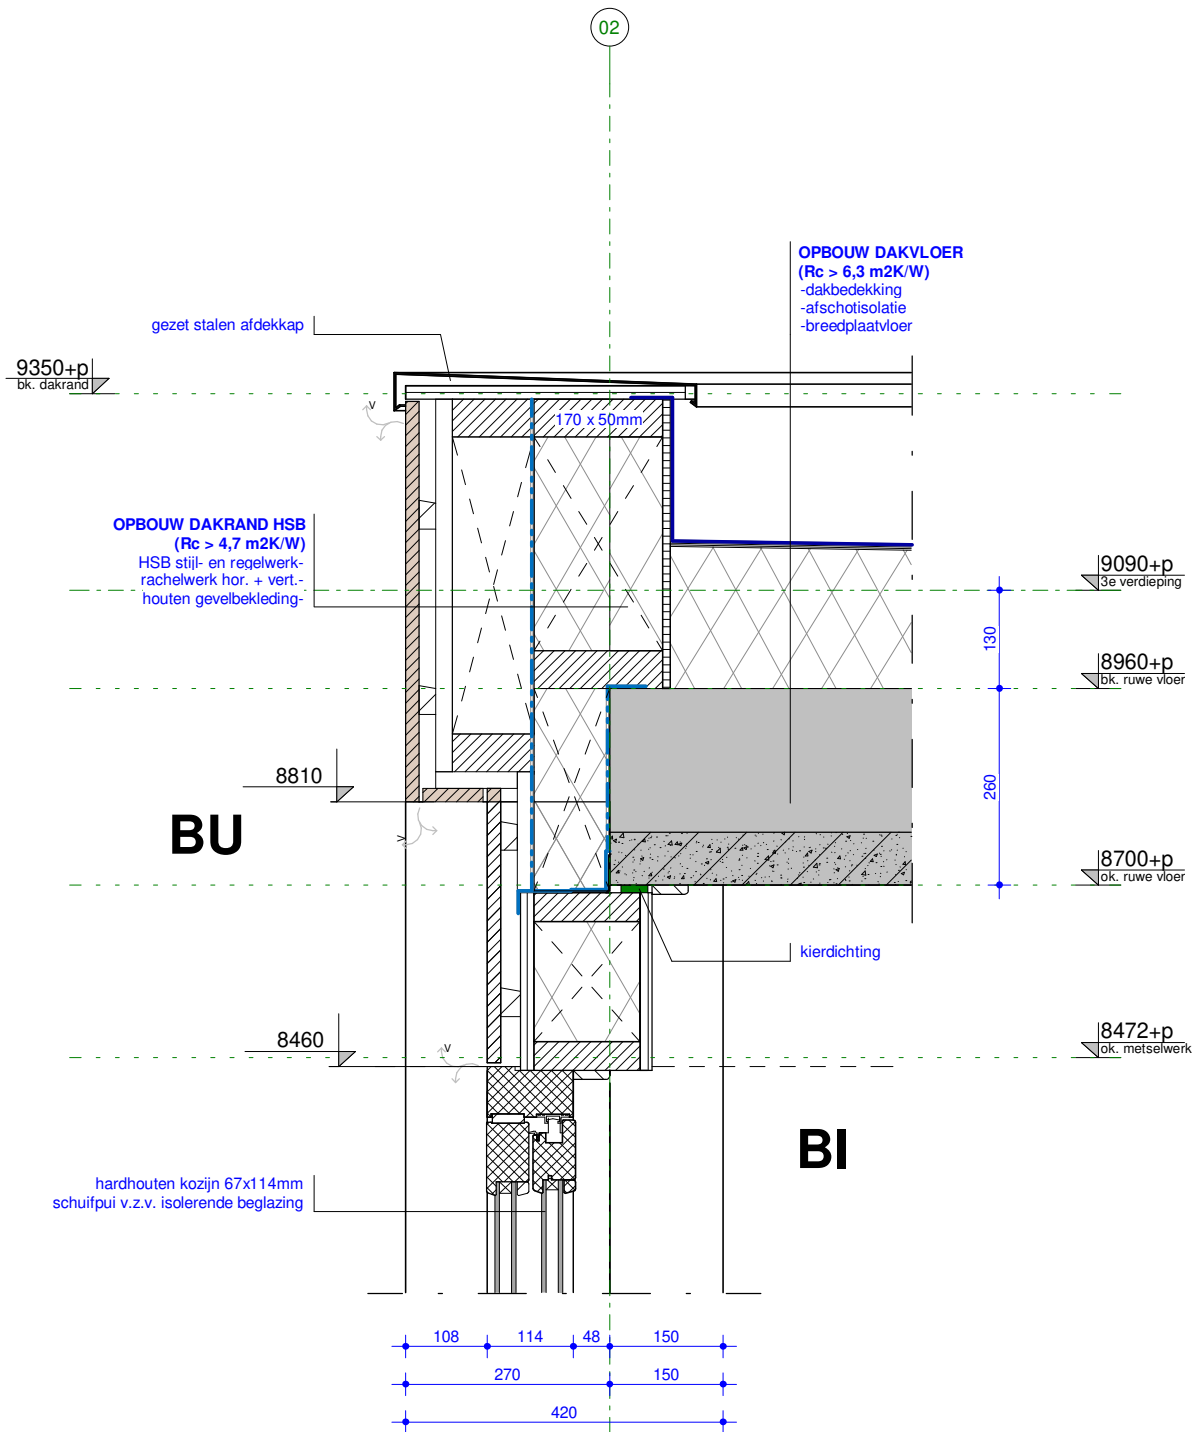 02
OPBOUW DAKVLOER
(Rc > 6,3 m2K/W)
-dakbedekking
-afschotisolatie
-breedplaatvloer
gezet stalen afdekkap
9350+p
bk. dakrand
v
170 x 50mm
OPBOUW DAKRAND HSB
(Rc > 4,7 m2K/W)
HSB stijl- en regelwerk-
rachelwerk hor. + vert.-
houten gevelbekleding-
9090+p
3e verdieping
130
8960+p
bk. ruwe vloer
8810
260
BU
v
8700+p
ok. ruwe vloer
kierdichting
8460
v
8472+p
ok. metselwerk
BI
hardhouten kozijn 67x114mm
schuifpui v.z.v. isolerende beglazing
108 114 48 150
270 150
420